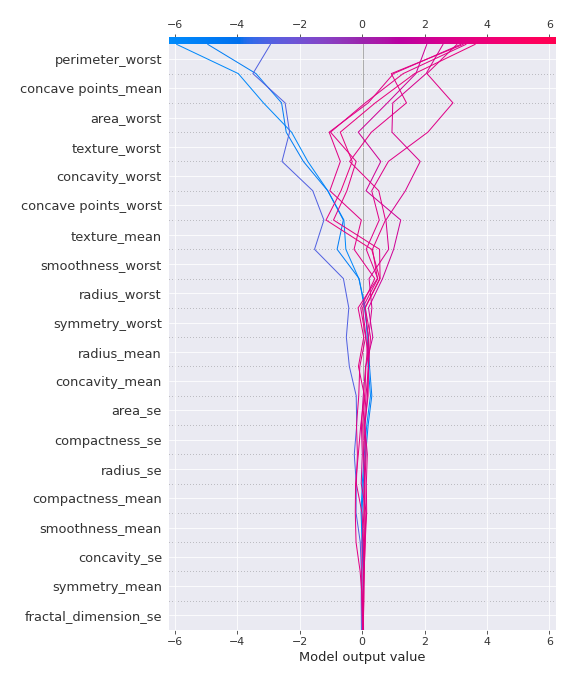 −6 −4 −2 0 2 4 6
perimeter_worst
concave points_mean
area_worst
texture_worst
concavity_worst
concave points_worst
texture_mean
smoothness_worst
radius_worst
symmetry_worst
radius_mean
concavity_mean
area_se
compactness_se
radius_se
compactness_mean
smoothness_mean
concavity_se
symmetry_mean
fractal_dimension_se
−6 −4 −2 0 2 4 6
Model output value